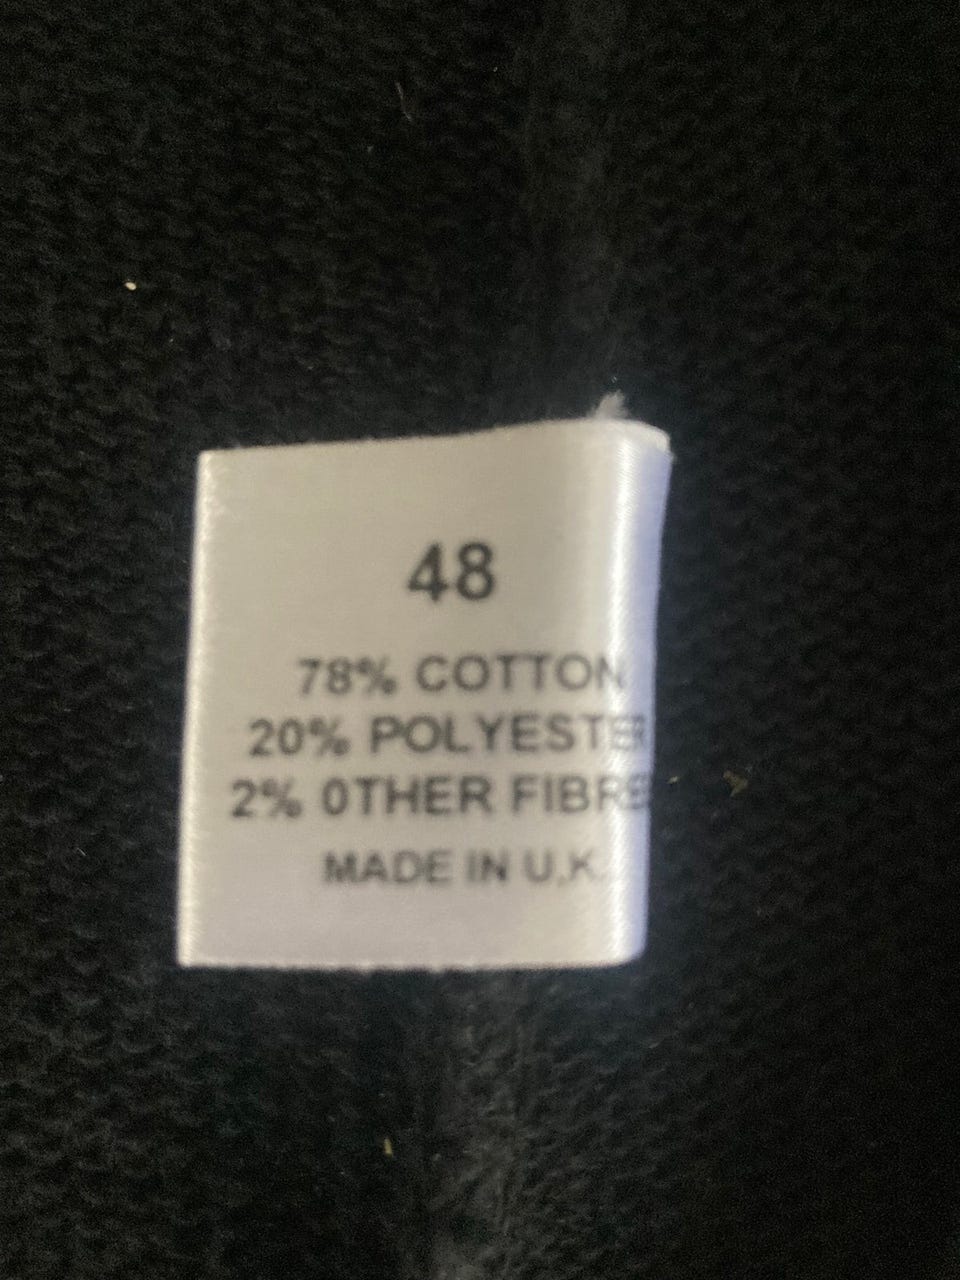 48
78% COTTON
20% POLYESTER
2% 0THER FIBRE
MADE IN U.K.